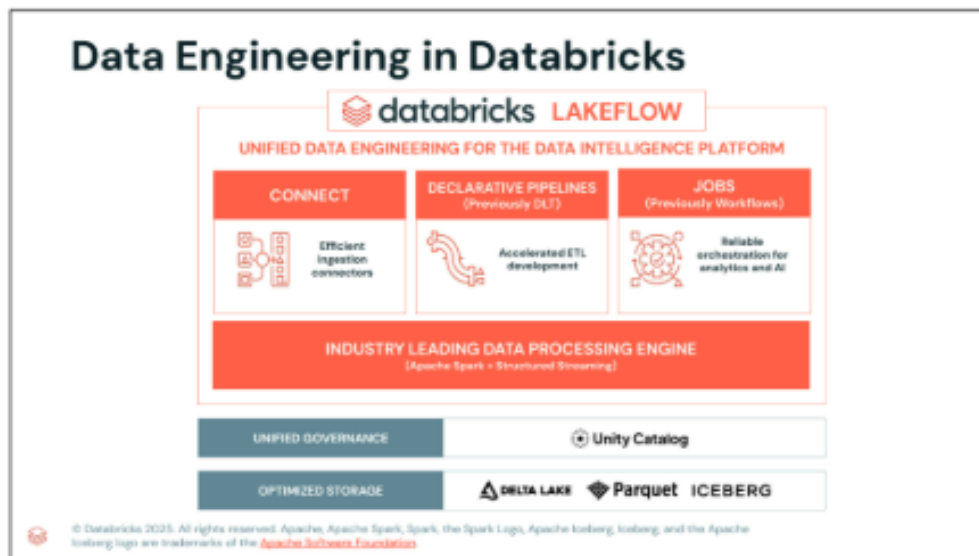 Data Engineering in Databricks
databricks LAKEFLOW
UNIFIED DATA ENGINEERING FOR THE DATA INTELLIGENCE PLATFORM
CONNECT
Efficient
ingestion
connectors
DECLARATIVE PIPELINES
(Previously DLT)
Accelerated ETL
development
JOBS
(Previously Workflows)
Reliable
orchestration for
analytics and AI
INDUSTRY LEADING DATA PROCESSING ENGINE
(Apache Spark + Structured Streaming)
UNIFIED GOVERNANCE
Unity Catalog
OPTIMIZED STORAGE
DELTA LAKE Parquet ICEBERG
© Databricks 2025. All rights reserved. Apache, Apache Spark, Spark, the Spark Logo, Apache Iceberg, Iceberg, and the Apache
Iceberg logo are trademarks of the Apache Software Foundation.